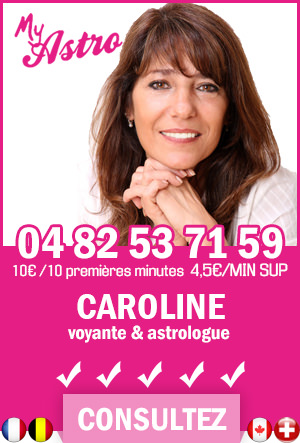 My
Astro
04 82 53 71 59
10€ /10 premières minutes 4,5€/MIN SUP
CAROLINE
voyante & astrologue
CONSULTEZ